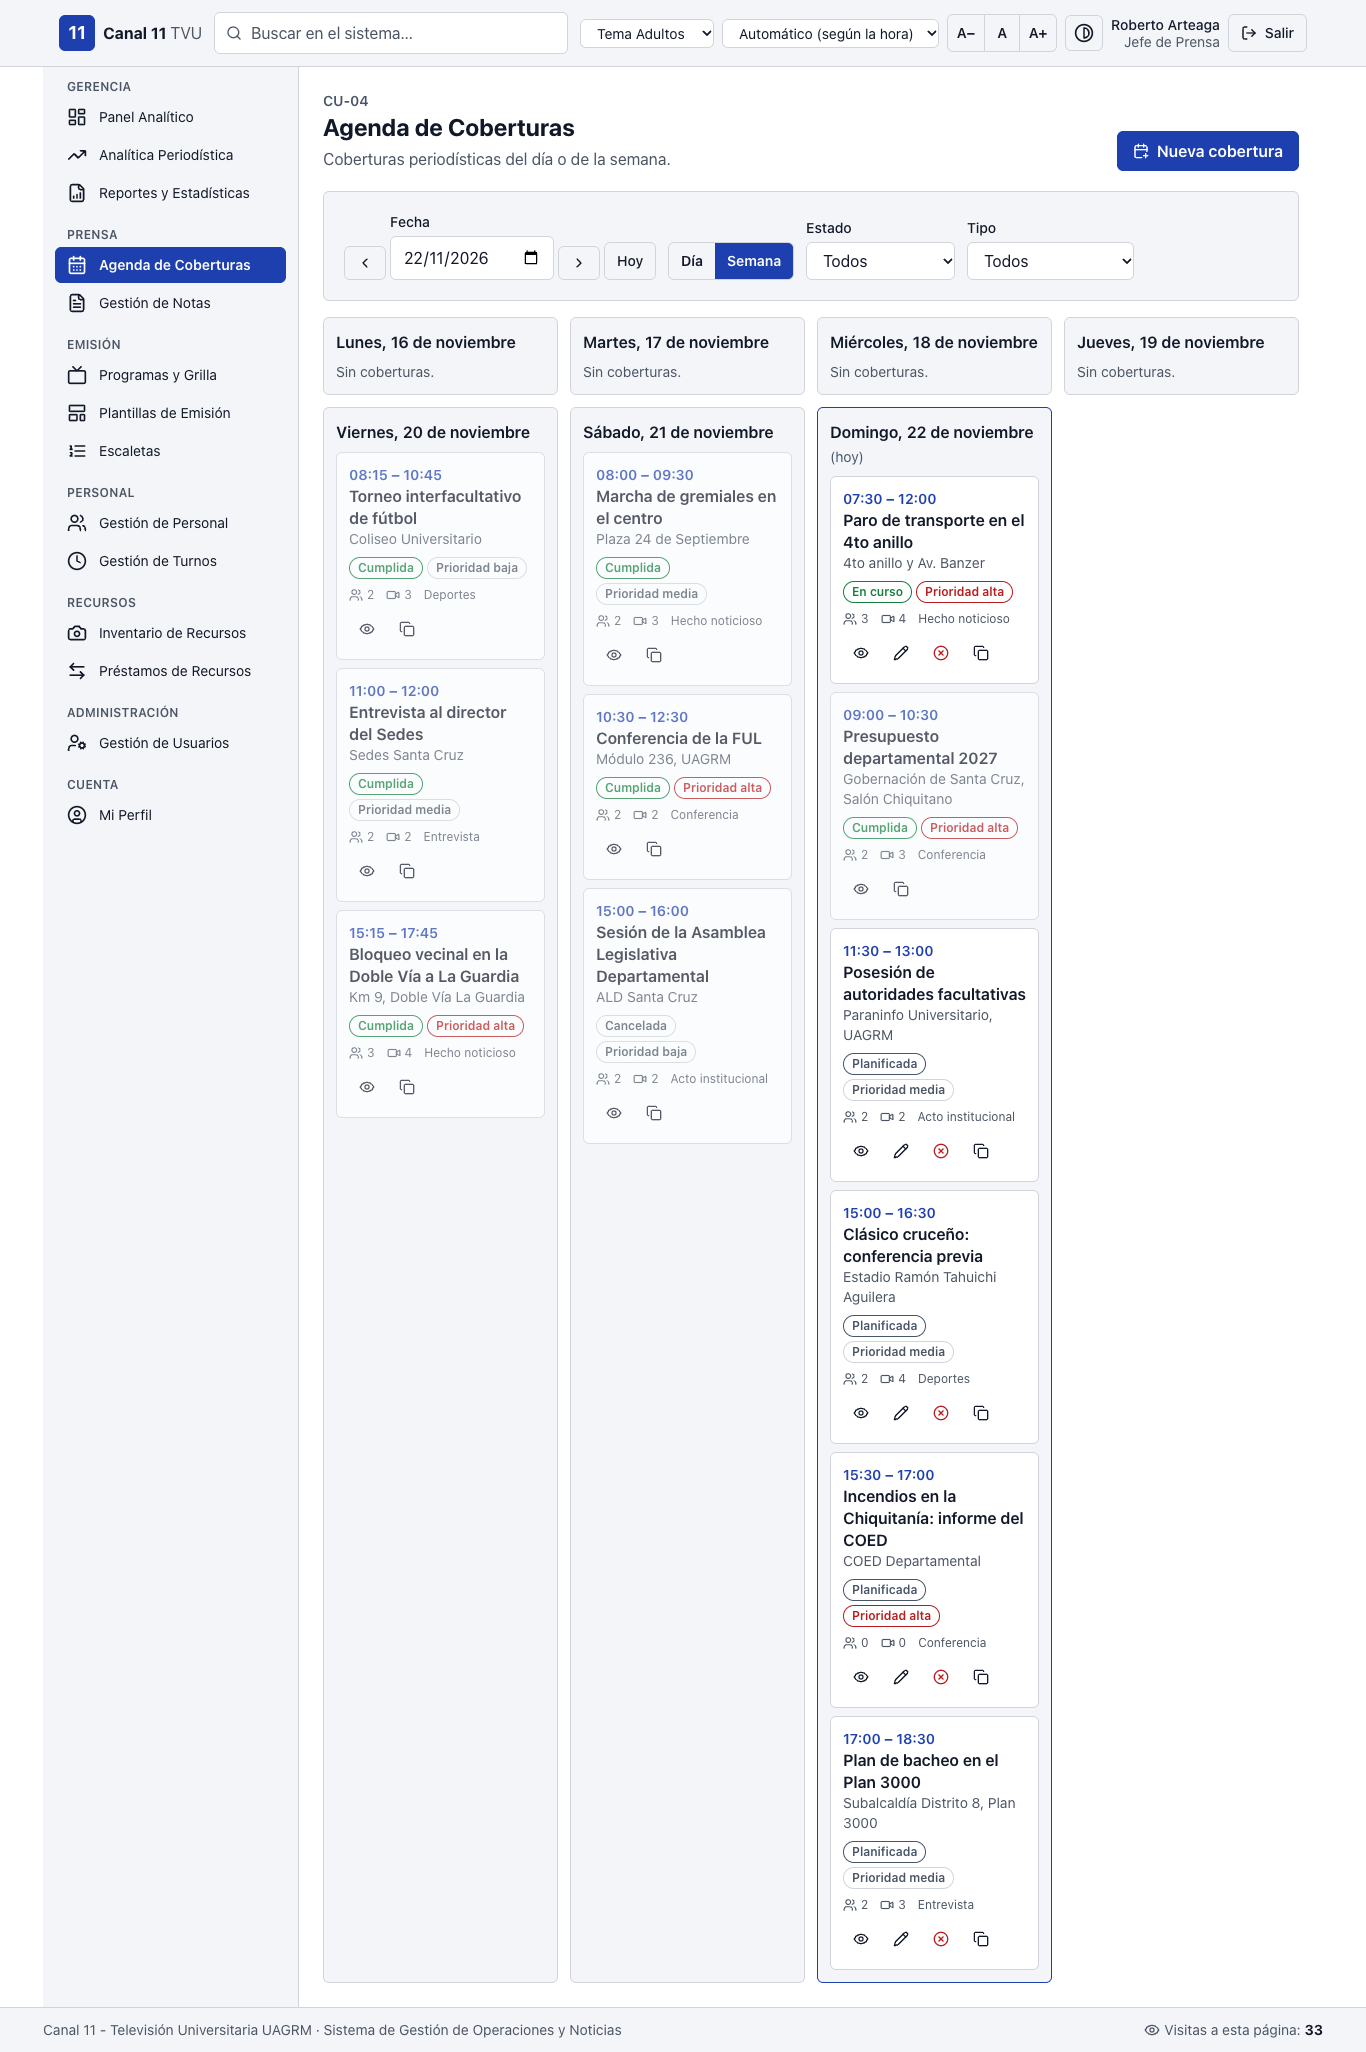 11 Canal 11 TVU
Buscar en el sistema...
Tema Adultos
Automático (según la hora)
A− A A+
Roberto Arteaga
Jefe de Prensa
Salir
GERENCIA
Panel Analítico
Analítica Periodística
Reportes y Estadísticas
PRENSA
Agenda de Coberturas
Gestión de Notas
EMISIÓN
Programas y Grilla
Plantillas de Emisión
Escaletas
PERSONAL
Gestión de Personal
Gestión de Turnos
RECURSOS
Inventario de Recursos
Préstamos de Recursos
ADMINISTRACIÓN
Gestión de Usuarios
CUENTA
Mi Perfil
CU-04
Agenda de Coberturas
Coberturas periodísticas del día o de la semana.
Nueva cobertura
Fecha
22/11/2026
Hoy
Día Semana
Estado
Todos
Tipo
Todos
Lunes, 16 de noviembre
Sin coberturas.
Martes, 17 de noviembre
Sin coberturas.
Miércoles, 18 de noviembre
Sin coberturas.
Jueves, 19 de noviembre
Sin coberturas.
Viernes, 20 de noviembre
08:15 – 10:45
Torneo interfacultativo
de fútbol
Coliseo Universitario
Cumplida Prioridad baja
2 3 Deportes
11:00 – 12:00
Entrevista al director
del Sedes
Sedes Santa Cruz
Cumplida
Prioridad media
2 2 Entrevista
15:15 – 17:45
Bloqueo vecinal en la
Doble Vía a La Guardia
Km 9, Doble Vía La Guardia
Cumplida Prioridad alta
3 4 Hecho noticioso
Sábado, 21 de noviembre
08:00 – 09:30
Marcha de gremiales en
el centro
Plaza 24 de Septiembre
Cumplida
Prioridad media
2 3 Hecho noticioso
10:30 – 12:30
Conferencia de la FUL
Módulo 236, UAGRM
Cumplida Prioridad alta
2 2 Conferencia
15:00 – 16:00
Sesión de la Asamblea
Legislativa
Departamental
ALD Santa Cruz
Cancelada
Prioridad baja
2 2 Acto institucional
Domingo, 22 de noviembre
(hoy)
07:30 – 12:00
Paro de transporte en el
4to anillo
4to anillo y Av. Banzer
En curso Prioridad alta
3 4 Hecho noticioso
09:00 – 10:30
Presupuesto
departamental 2027
Gobernación de Santa Cruz,
Salón Chiquitano
Cumplida Prioridad alta
2 3 Conferencia
11:30 – 13:00
Posesión de
autoridades facultativas
Paraninfo Universitario,
UAGRM
Planificada
Prioridad media
2 2 Acto institucional
15:00 – 16:30
Clásico cruceño:
conferencia previa
Estadio Ramón Tahuichi
Aguilera
Planificada
Prioridad media
2 4 Deportes
15:30 – 17:00
Incendios en la
Chiquitanía: informe del
COED
COED Departamental
Planificada
Prioridad alta
0 0 Conferencia
17:00 – 18:30
Plan de bacheo en el
Plan 3000
Subalcaldía Distrito 8, Plan
3000
Planificada
Prioridad media
2 3 Entrevista
Canal 11 - Televisión Universitaria UAGRM · Sistema de Gestión de Operaciones y Noticias
Visitas a esta página: 33